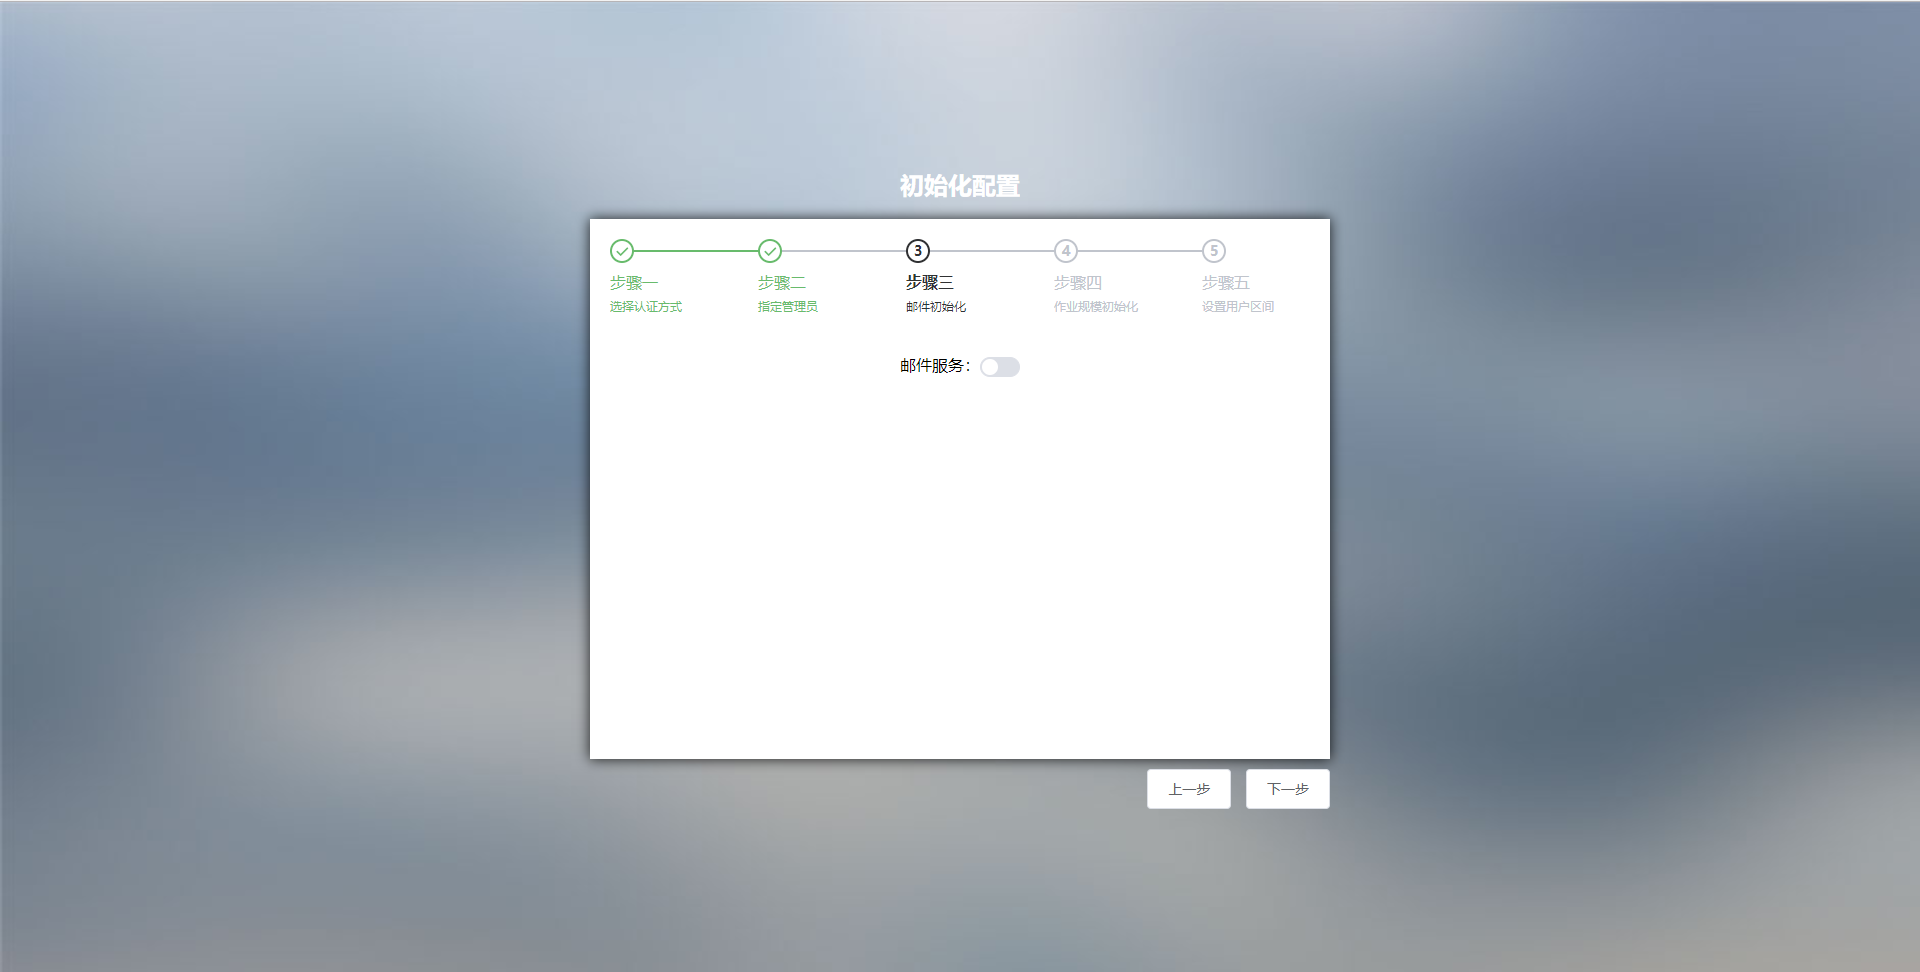 初始化配置
3 4 5
步骤一 步骤二 步骤三 步骤四 步骤五
选择认证方式 指定管理员 邮件初始化 作业规模初始化 设置用户区间
邮件服务：
上一步 下一步